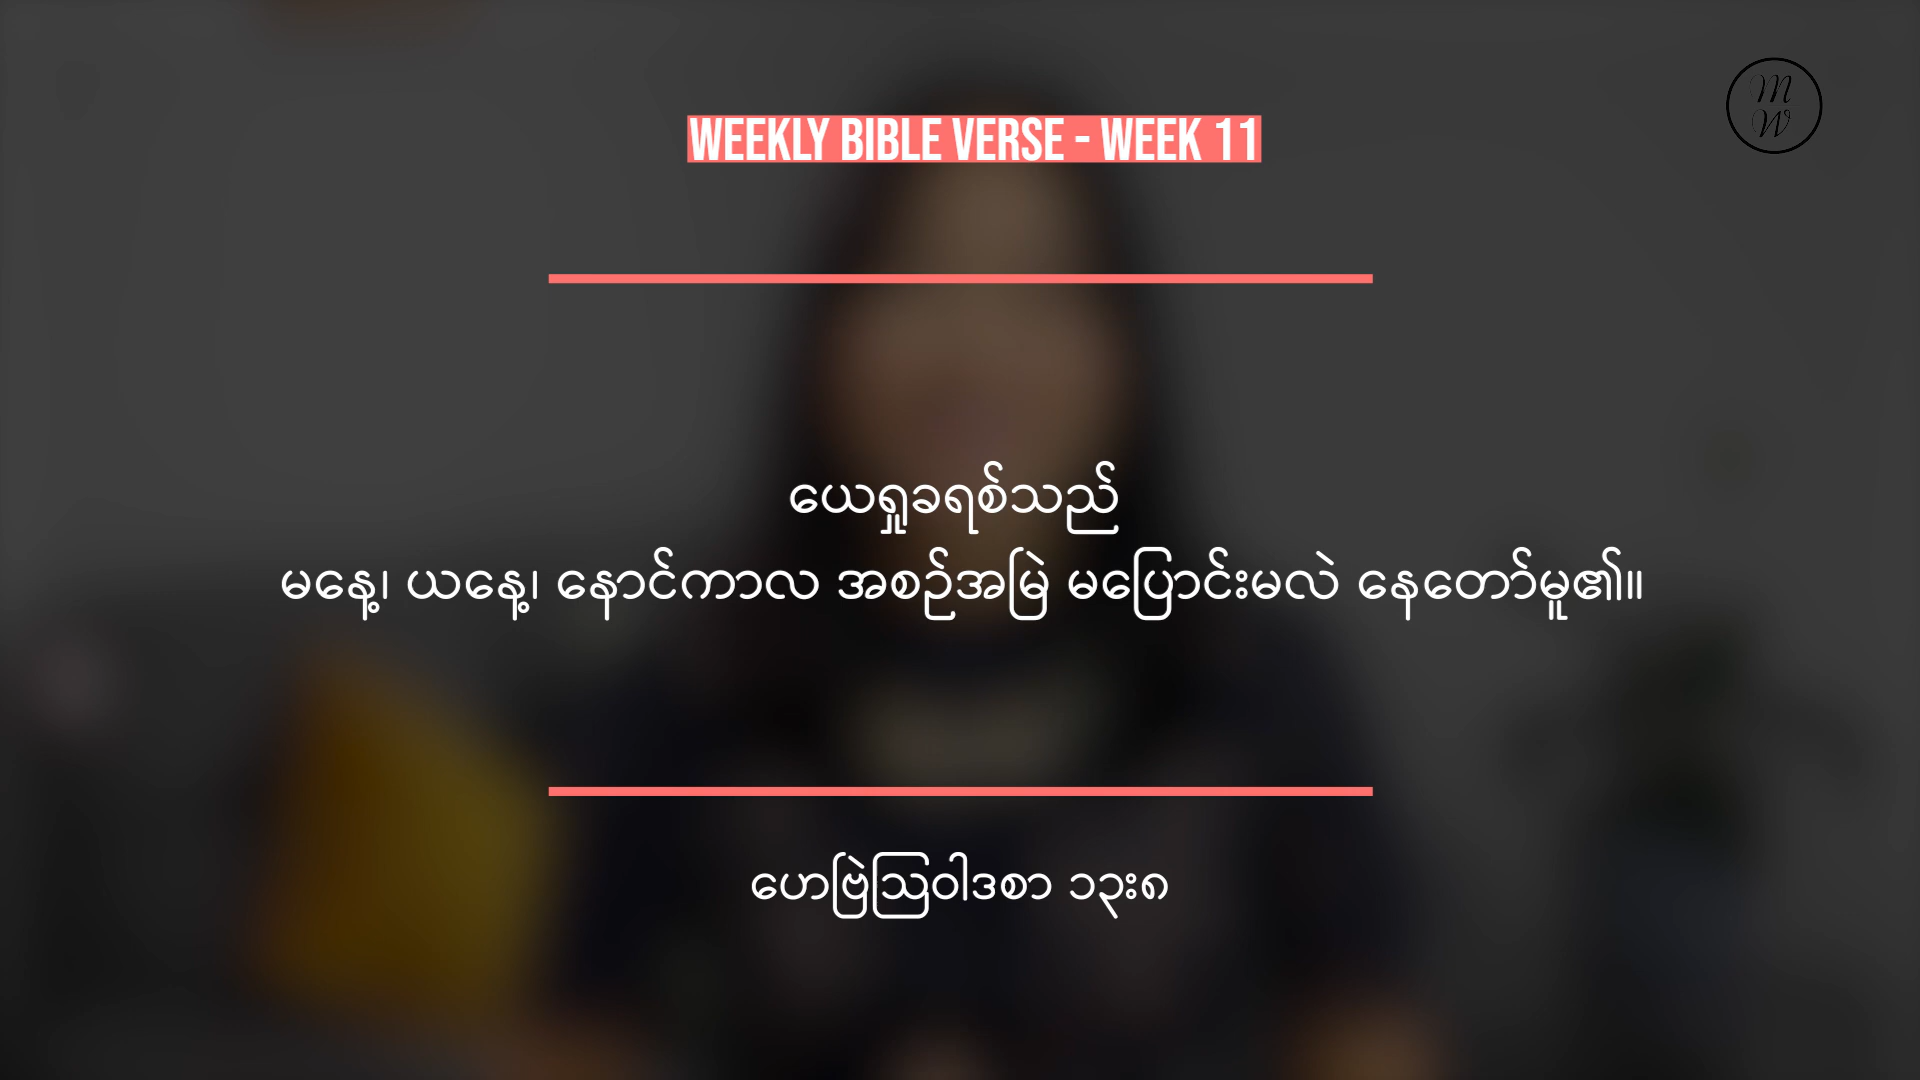 M
W
WEEKLY BIBLE VERSE - WEEK 11
ယေရှုခရစ်သည်
မနေ့၊ ယနေ့၊ နောင်ကာလ အစဉ်အမြဲ မပြောင်းမလဲ နေတော်မူ၏။
ဟေဗြဲဩဝါဒစာ ၁၃း၈